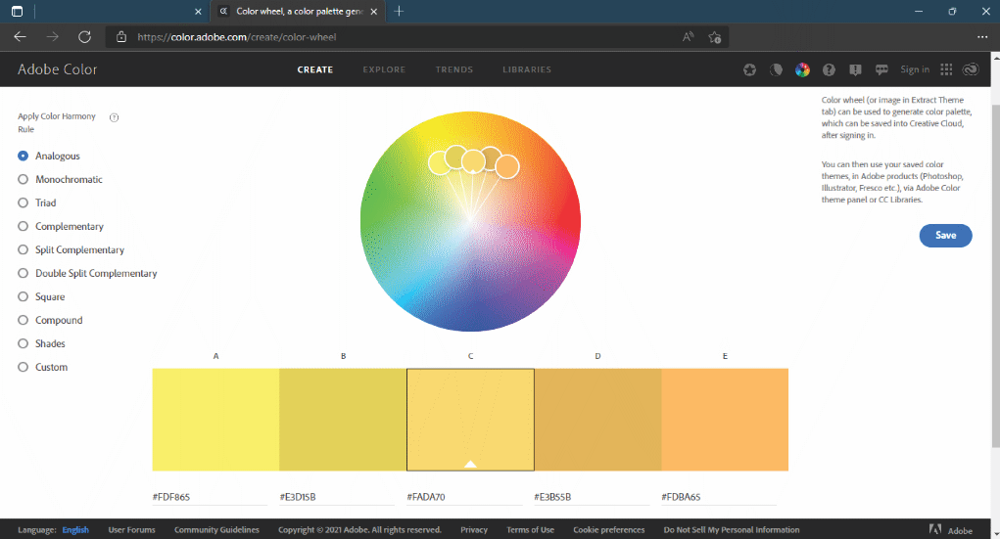 Color wheel, a color palette gene
https://color.adobe.com/create/color-wheel
Adobe Color
CREATE
EXPLORE
TRENDS
LIBRARIES
Sign in
Apply Color Harmony
Rule
Analogous
Monochromatic
Triad
Complementary
Split Complementary
Double Split Complementary
Square
Compound
Shades
Custom
Color wheel (or image in Extract Theme
tab) can be used to generate color palette,
which can be saved into Creative Cloud,
after signing in.
You can then use your saved color
themes, in Adobe products (Photoshop,
Illustrator, Fresco etc.), via Adobe Color
theme panel or CC Libraries.
Save
A B C D E
#FDF865 #E3D15B #FADA70 #E3B55B #FDBA65
Language: English User Forums Community Guidelines Copyright © 2021 Adobe. All rights reserved. Privacy Terms of Use Cookie preferences Do Not Sell My Personal Information Adobe